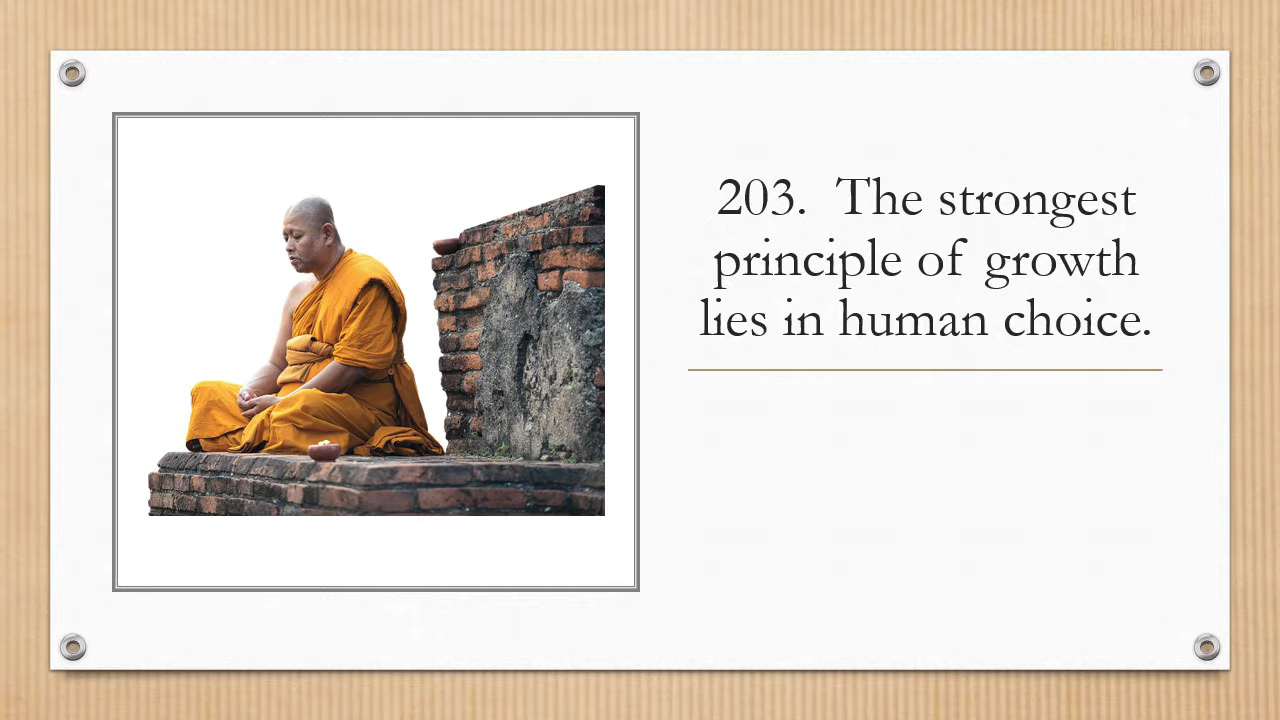 203.  The strongest
principle of growth
lies in human choice.